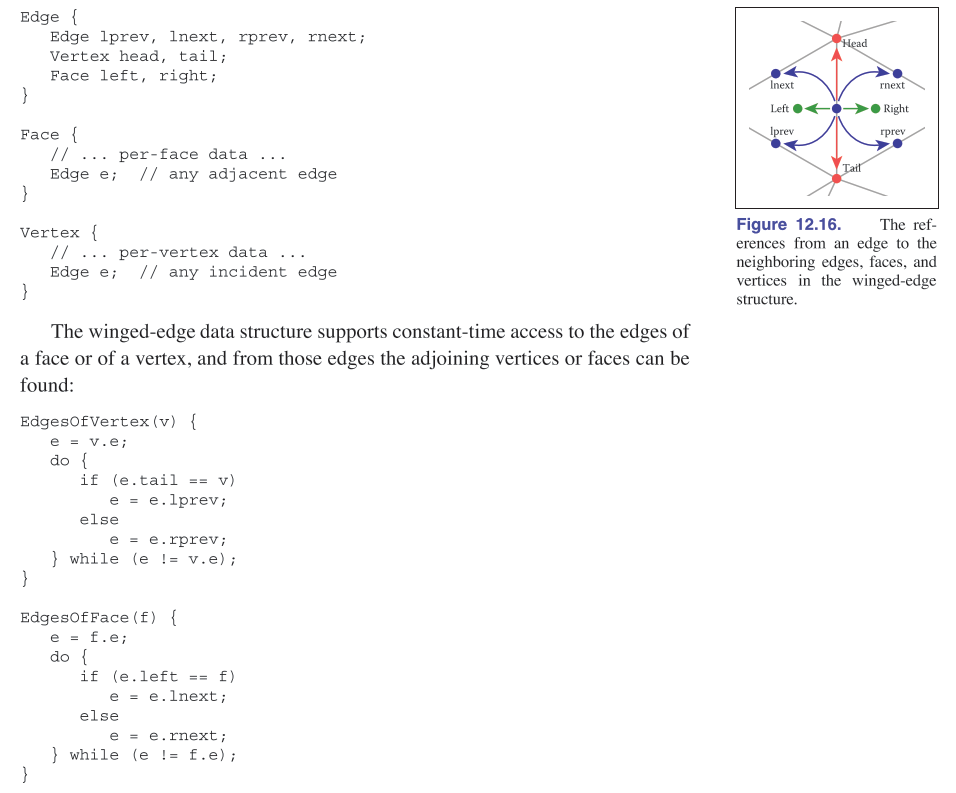 Edge {
Edge lprev, lnext, rprev, rnext;
Vertex head, tail;
Face left, right;
}
Face {
// ... per-face data ...
Edge e;  // any adjacent edge
}
Vertex {
// ... per-vertex data ...
Edge e;  // any incident edge
}
Head
lnext
rnext
Left
Right
lprev
rprev
Tail
Figure 12.16. The ref-
erences from an edge to the
neighboring edges, faces, and
vertices in the winged-edge
structure.
The winged-edge data structure supports constant-time access to the edges of
a face or of a vertex, and from those edges the adjoining vertices or faces can be
found:
EdgesOfVertex(v) {
e = v.e;
do {
if (e.tail == v)
e = e.lprev;
else
e = e.rprev;
} while (e != v.e);
}
EdgesOfFace(f) {
e = f.e;
do {
if (e.left == f)
e = e.lnext;
else
e = e.rnext;
} while (e != f.e);
}